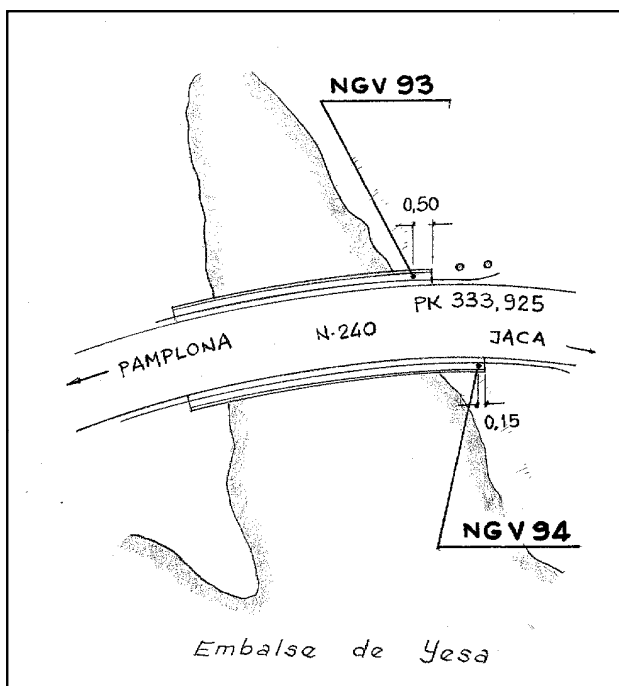 NGV 93
0,50
PK 333,925
N-240
JACA
PAMPLONA
0,15
NGV 94
Embalse de Yesa